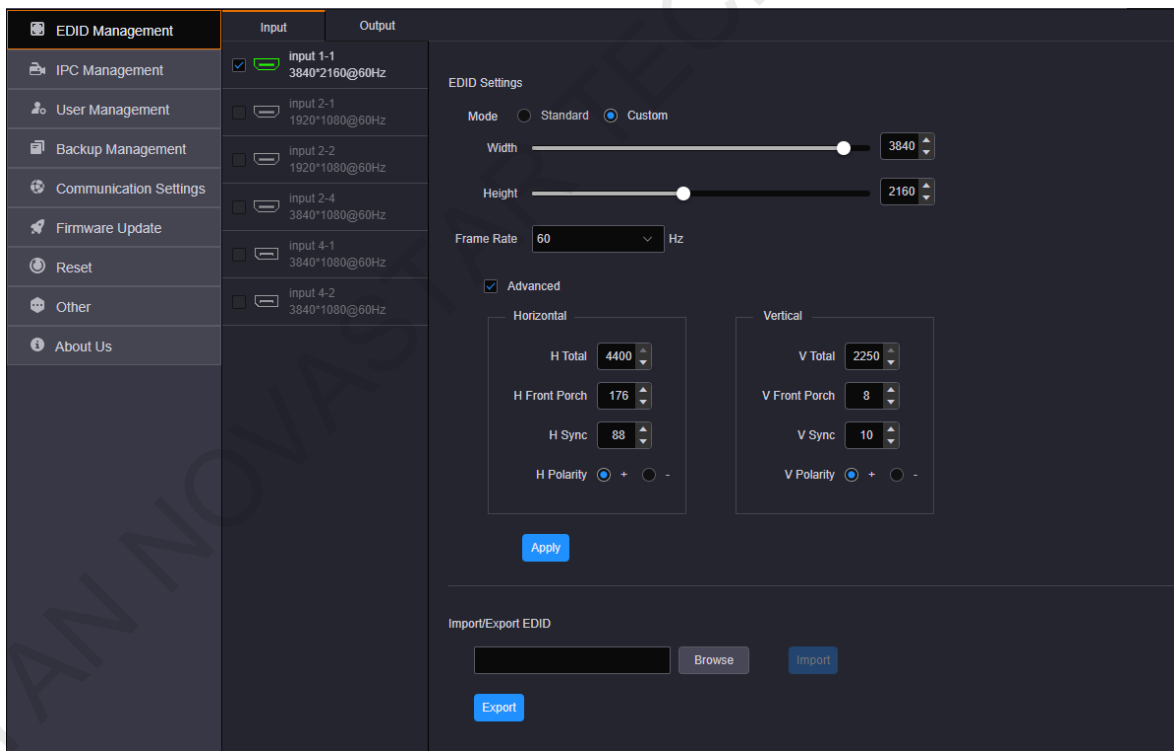 EDID Management
IPC Management
User Management
Backup Management
Communication Settings
Firmware Update
Reset
Other
About Us
Input Output
input 1-1
3840*2160@60Hz
input 2-1
1920*1080@60Hz
input 2-2
1920*1080@60Hz
input 2-4
3840*1080@60Hz
input 4-1
3840*1080@60Hz
input 4-2
3840*1080@60Hz
EDID Settings
Mode Standard Custom
Width 3840
Height 2160
Frame Rate 60 Hz
Advanced
Horizontal
H Total 4400
H Front Porch 176
H Sync 88
H Polarity + -
Vertical
V Total 2250
V Front Porch 8
V Sync 10
V Polarity + -
Apply
Import/Export EDID
Browse Import
Export
AN NOVASTAR TEC